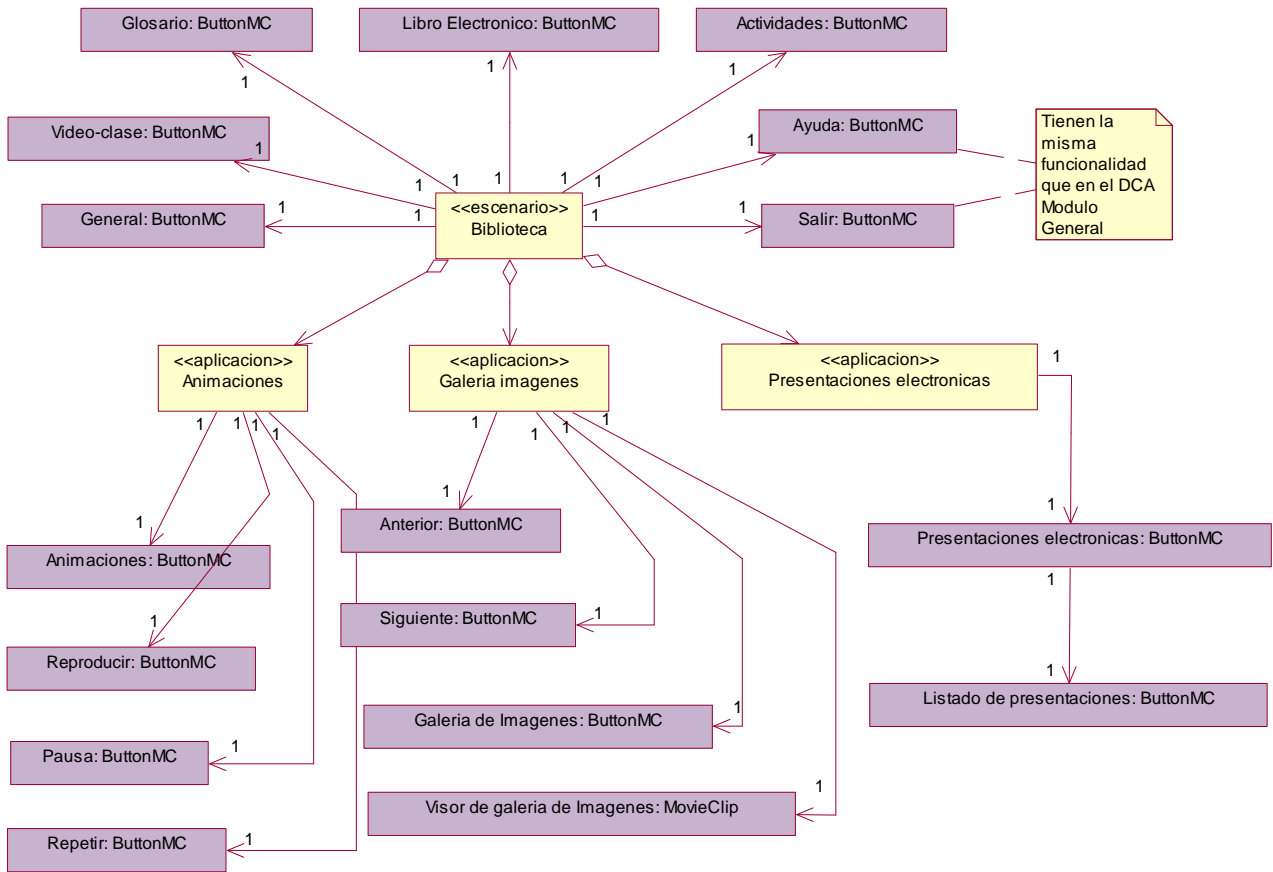 Glosario: ButtonMC
Libro Electronico: ButtonMC
Actividades: ButtonMC
1
1
1
Video-clase: ButtonMC
Ayuda: ButtonMC
Tienen la
misma
funcionalidad
que en el DCA
Modulo
General
1
1
1
1
1
1
1
General: ButtonMC
1
1
<<escenario>>
Biblioteca
1
1
Salir: ButtonMC
<<aplicacion>>
Animaciones
<<aplicacion>>
Galeria imagenes
<<aplicacion>>
Presentaciones electronicas
1
1
1
1
1
1
1
1
1
1
1
1
Anterior: ButtonMC
Animaciones: ButtonMC
1
Presentaciones electronicas: ButtonMC
1
1
Siguiente: ButtonMC
1
Reproducir: ButtonMC
1
Listado de presentaciones: ButtonMC
1
Galeria de Imagenes: ButtonMC
1
Pausa: ButtonMC
1
Visor de galeria de Imagenes: MovieClip
1
Repetir: ButtonMC